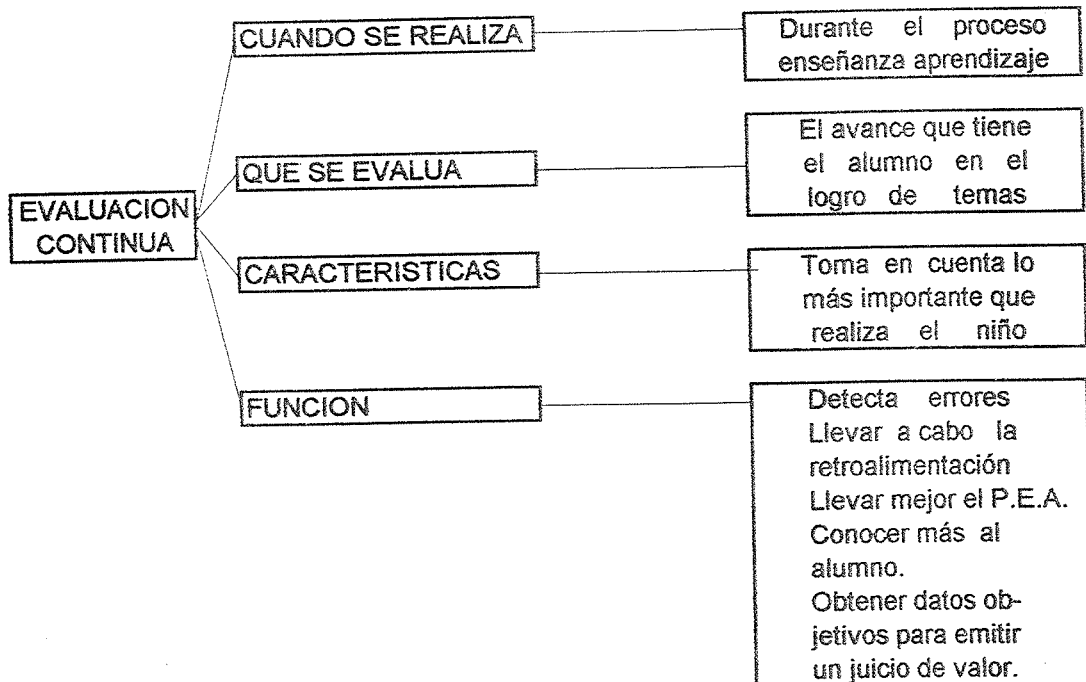 EVALUACION
CONTINUA
CUANDO SE REALIZA
Durante el proceso
enseñanza aprendizaje
QUE SE EVALUA
El avance que tiene
el alumno en el
logro de temas
CARACTERISTICAS
Toma en cuenta lo
más importante que
realiza el niño
FUNCION
Detecta errores
Llevar a cabo la
retroalimentación
Llevar mejor el P.E.A.
Conocer más al
alumno.
Obtener datos ob-
jetivos para emitir
un juicio de valor.